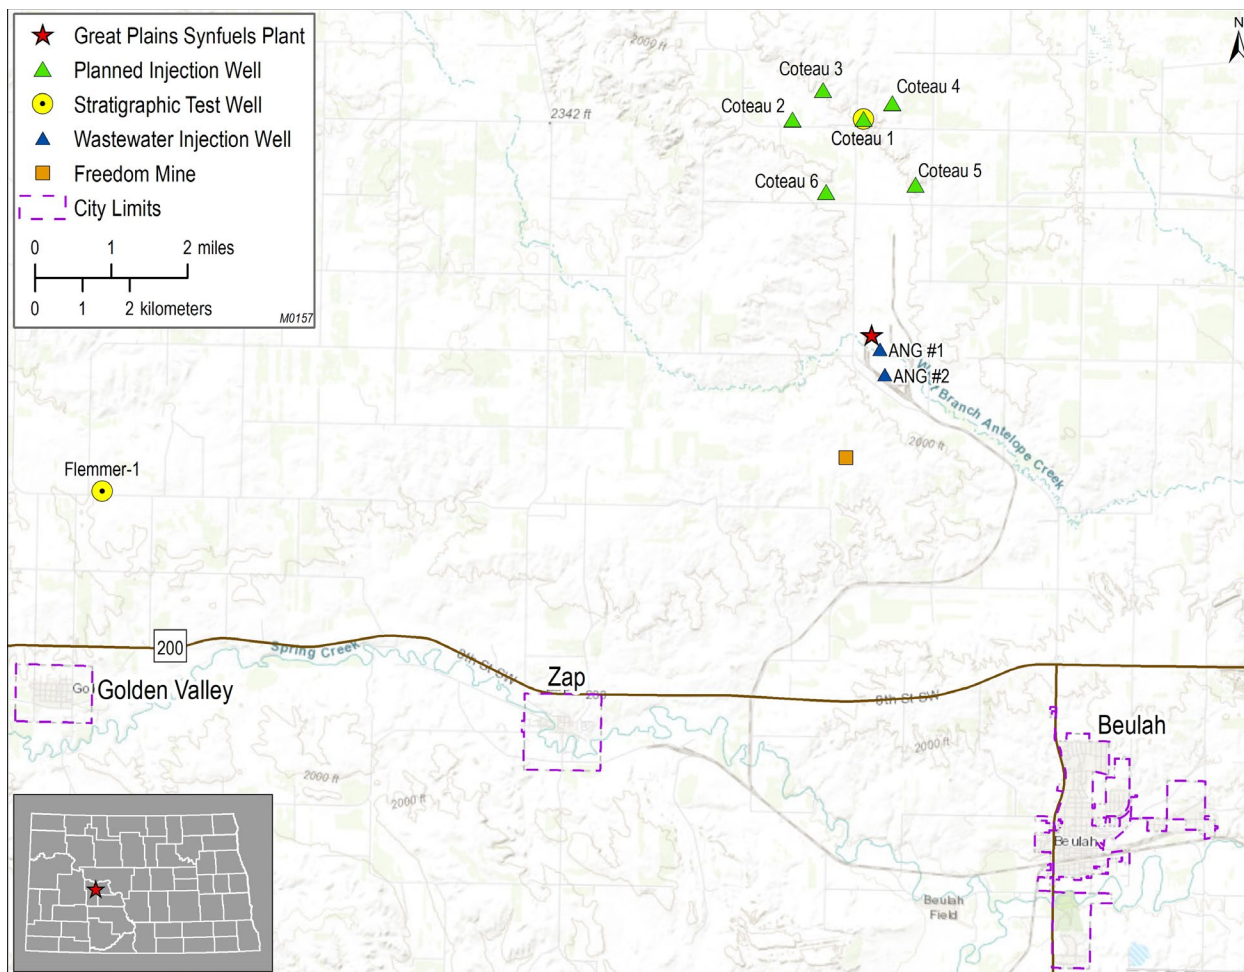 Great Plains Synfuels Plant
Planned Injection Well
Stratigraphic Test Well
Wastewater Injection Well
Freedom Mine
City Limits
0 1 2 miles
0 1 2 kilometers
M0157
N
2000 ft
2342 ft
Coteau 3
Coteau 4
Coteau 2
Coteau 1
Coteau 6
Coteau 5
ANG #1
ANG #2
Branch Antelope Creek
2000 ft
Flemmer-1
200
Spring Creek
8th St SW
Zap
Golden Valley
8th St SW
Beulah
2000 ft
2000 ft
2000 ft
Beulah
Beulah
Field